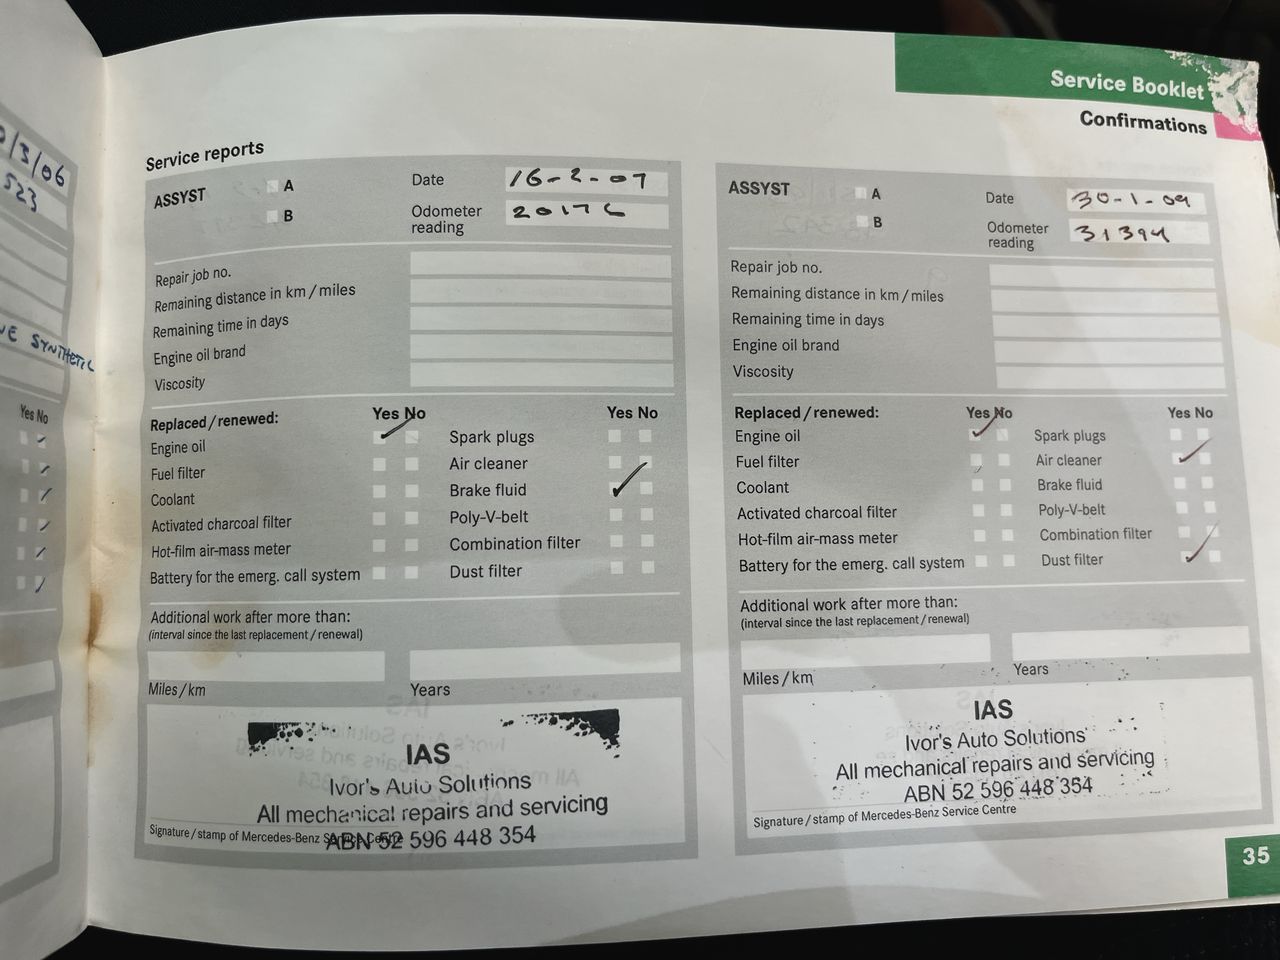 Service Booklet
Confirmations
/3/06
523
SYNTHETIC
Yes No
Service reports
ASSYST
A
B
Date 16-2-07
Odometer reading 20176
Repair job no.
Remaining distance in km / miles
Remaining time in days
Engine oil brand
Viscosity
Replaced / renewed: Yes No
Yes No
Engine oil
Fuel filter
Coolant
Activated charcoal filter
Hot-film air-mass meter
Battery for the emerg. call system
Spark plugs
Air cleaner
Brake fluid
Poly-V-belt
Combination filter
Dust filter
Additional work after more than:
(interval since the last replacement / renewal)
Miles / km
Years
IAS
Ivor's Auto Solutions
All mechanical repairs and servicing
ABN 52 596 448 354
Signature / stamp of Mercedes-Benz Service Centre
ASSYST
A
B
Date 30-1-09
Odometer reading 31394
Repair job no.
Remaining distance in km / miles
Remaining time in days
Engine oil brand
Viscosity
Replaced / renewed: Yes No
Yes No
Engine oil
Fuel filter
Coolant
Activated charcoal filter
Hot-film air-mass meter
Battery for the emerg. call system
Spark plugs
Air cleaner
Brake fluid
Poly-V-belt
Combination filter
Dust filter
Additional work after more than:
(interval since the last replacement / renewal)
Miles / km
Years
IAS
Ivor's Auto Solutions
All mechanical repairs and servicing
ABN 52 596 448 354
Signature / stamp of Mercedes-Benz Service Centre
35